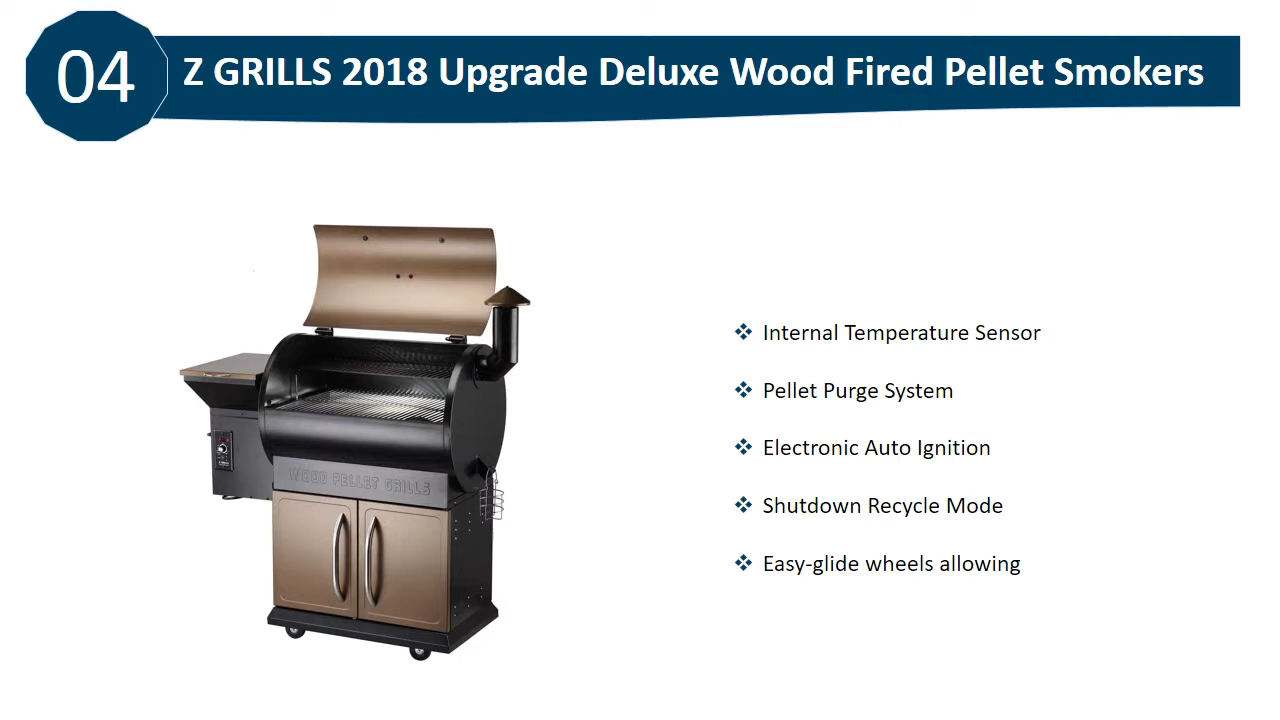 04
Z GRILLS 2018 Upgrade Deluxe Wood Fired Pellet Smokers
Internal Temperature Sensor
Pellet Purge System
Electronic Auto Ignition
Shutdown Recycle Mode
Easy-glide wheels allowing
WOOD PELLET GRILLS